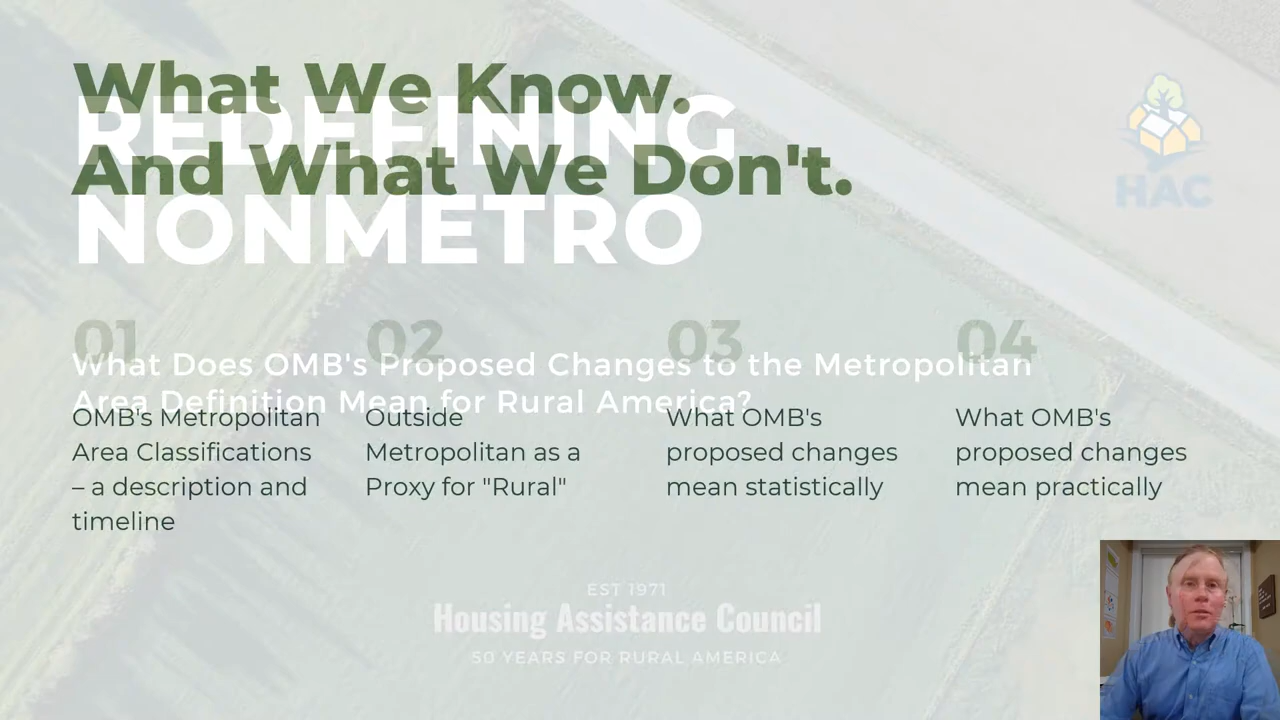 What We Know.
REDEFINING
And What We Don't.
NONMETRO
01
02
03
04
What Does OMB's Proposed Changes to the Metropolitan
Area Definition Mean for Rural America?
OMB's Metropolitan
Area Classifications
– a description and
timeline
Outside
Metropolitan as a
Proxy for "Rural"
What OMB's
proposed changes
mean statistically
What OMB's
proposed changes
mean practically
HAC
EST 1971
Housing Assistance Council
50 YEARS FOR RURAL AMERICA